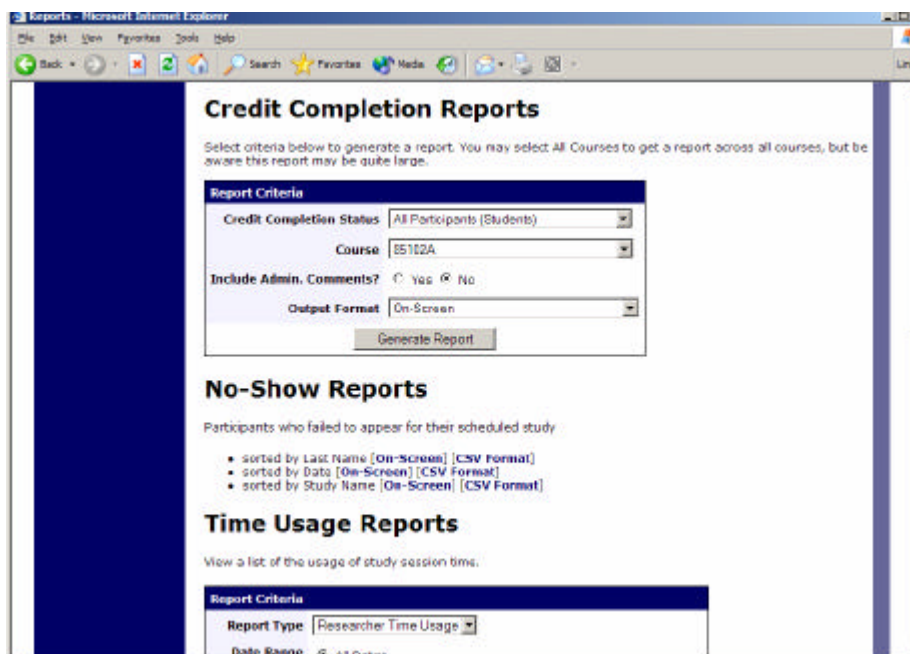 Reports - Microsoft Internet Explorer
File Edit View Favorites Tools Help
Back Search Favorites Media
Credit Completion Reports
Select criteria below to generate a report. You may select All Courses to get a report across all courses, but be
aware this report may be quite large.
Report Criteria
Credit Completion Status All Participants (Students)
Course 85102A
Include Admin. Comments? Yes No
Output Format On-Screen
Generate Report
No-Show Reports
Participants who failed to appear for their scheduled study
• sorted by Last Name [On-Screen] [CSV Format]
• sorted by Date [On-Screen] [CSV Format]
• sorted by Study Name [On-Screen] [CSV Format]
Time Usage Reports
View a list of the usage of study session time.
Report Criteria
Report Type Researcher Time Usage
Date Range